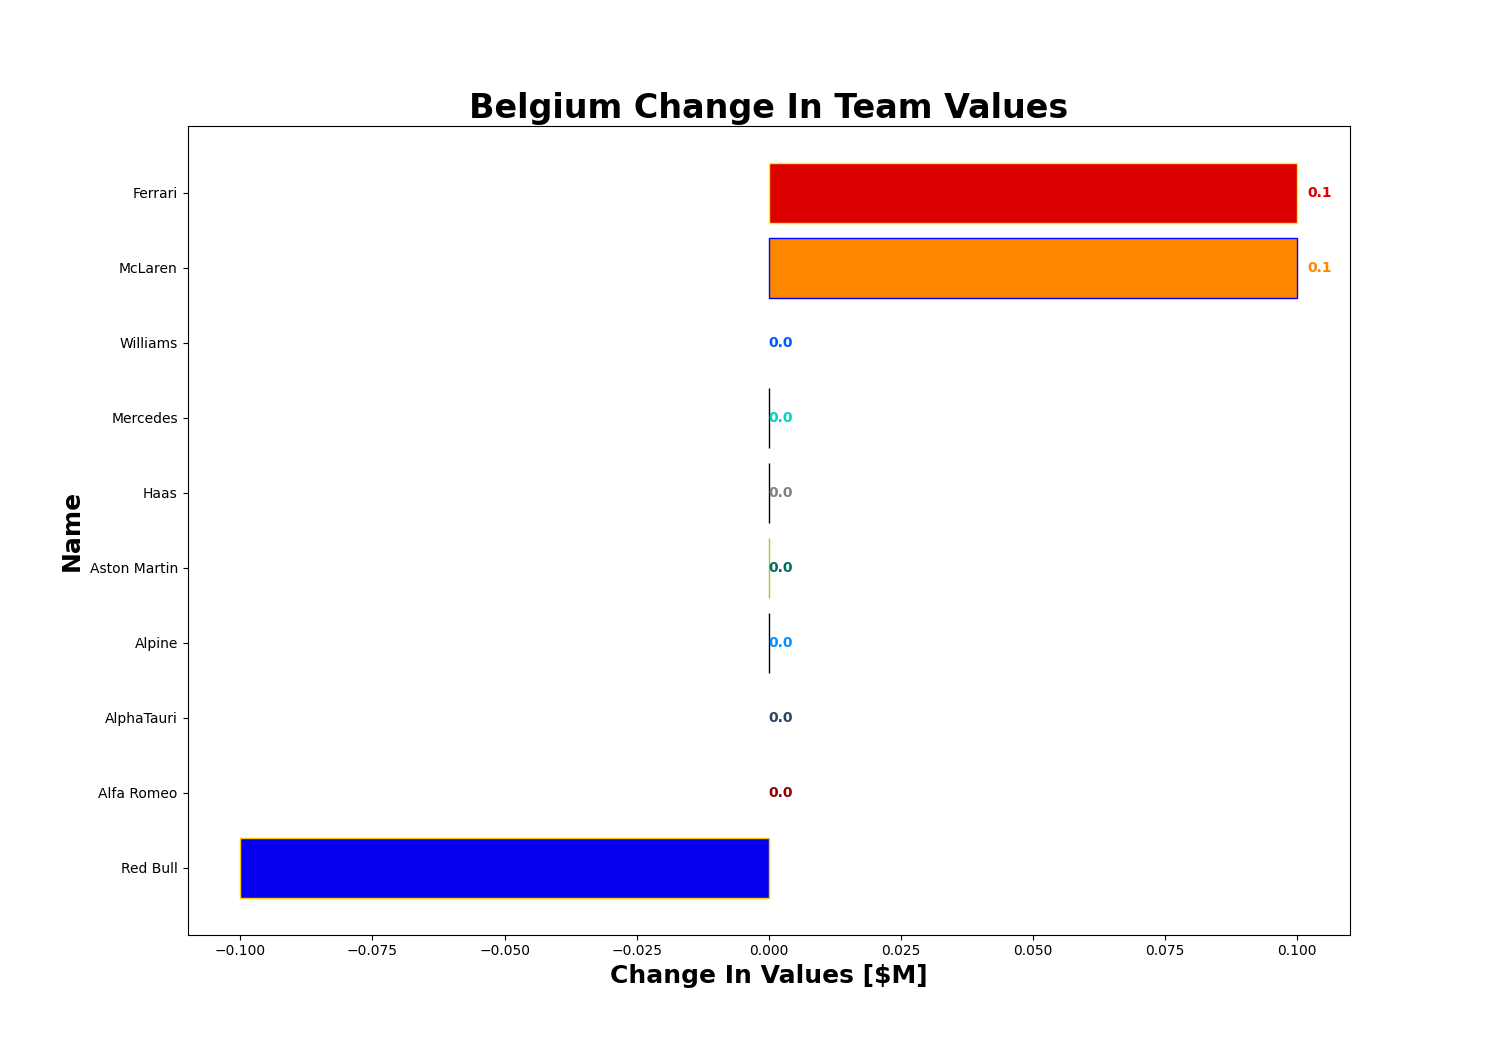 Belgium Change In Team Values
Ferrari
0.1
McLaren
0.1
Williams
0.0
Mercedes
0.0
Haas
0.0
Aston Martin
0.0
Alpine
0.0
AlphaTauri
0.0
Alfa Romeo
0.0
Red Bull
Name
−0.100 −0.075 −0.050 −0.025 0.000 0.025 0.050 0.075 0.100
Change In Values [$M]